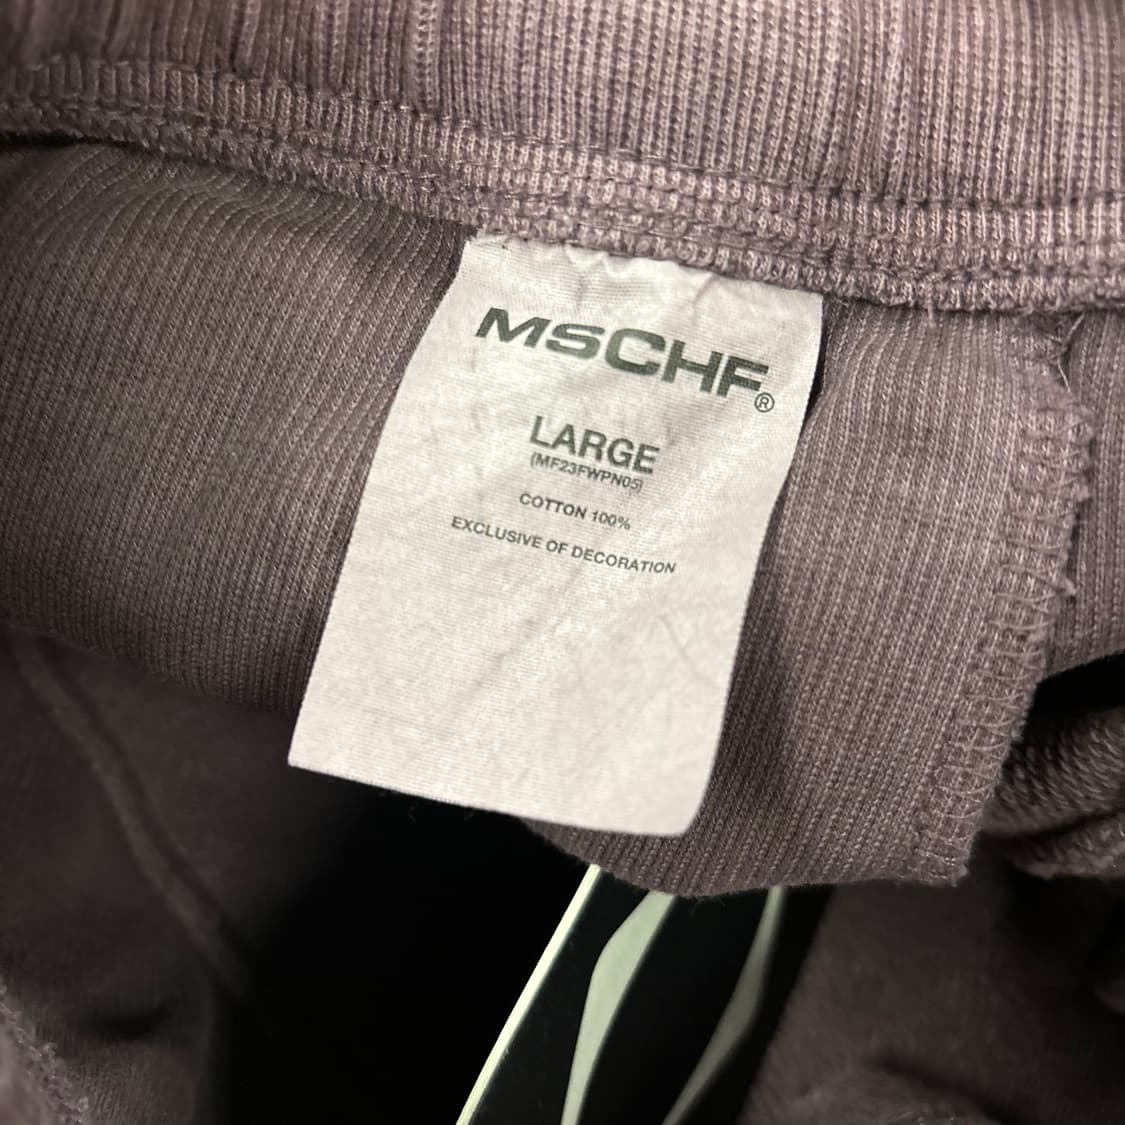 MSCHF®
LARGE
(MF23FWPN05)
COTTON 100%
EXCLUSIVE OF DECORATION